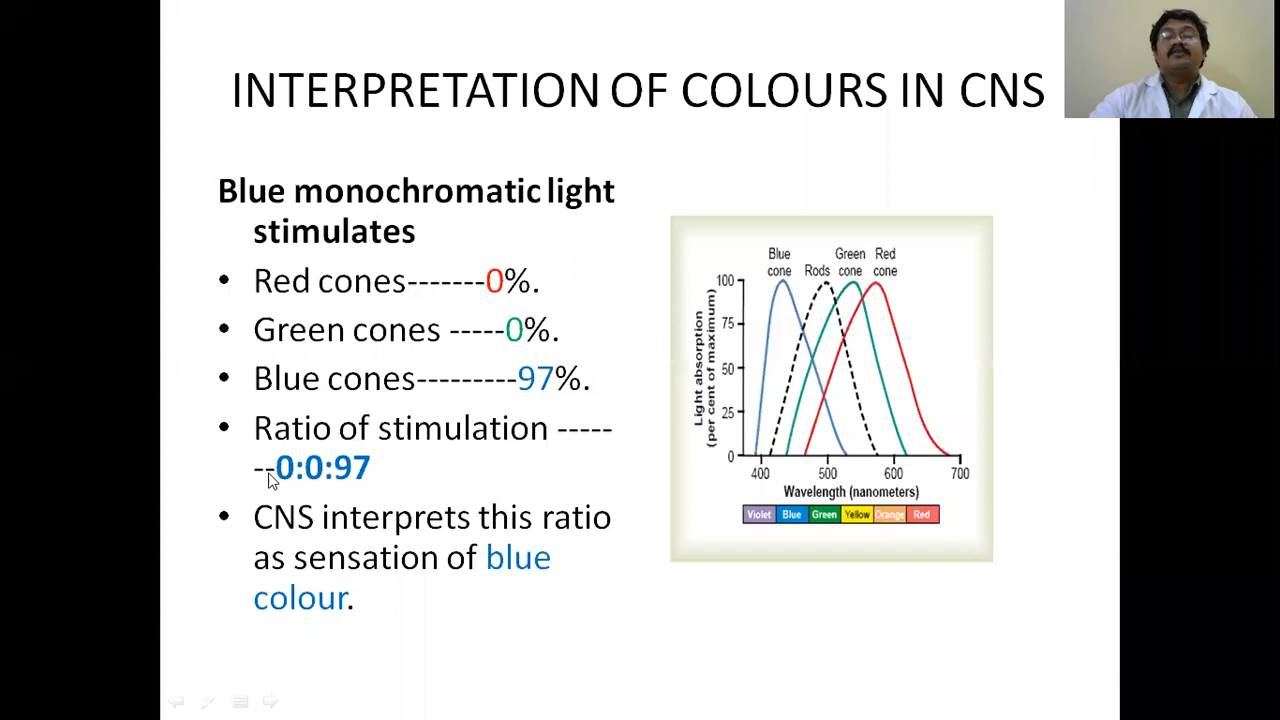 INTERPRETATION OF COLOURS IN CNS
Blue monochromatic light
stimulates
• Red cones-------0%.
• Green cones -----0%.
• Blue cones---------97%.
• Ratio of stimulation -----
--0:0:97
• CNS interprets this ratio
as sensation of blue
colour.
Blue cone
Rods
Green cone
Red cone
Light absorption
(per cent of maximum)
100
75
50
25
0
400 500 600 700
Wavelength (nanometers)
Violet Blue Green Yellow Orange Red